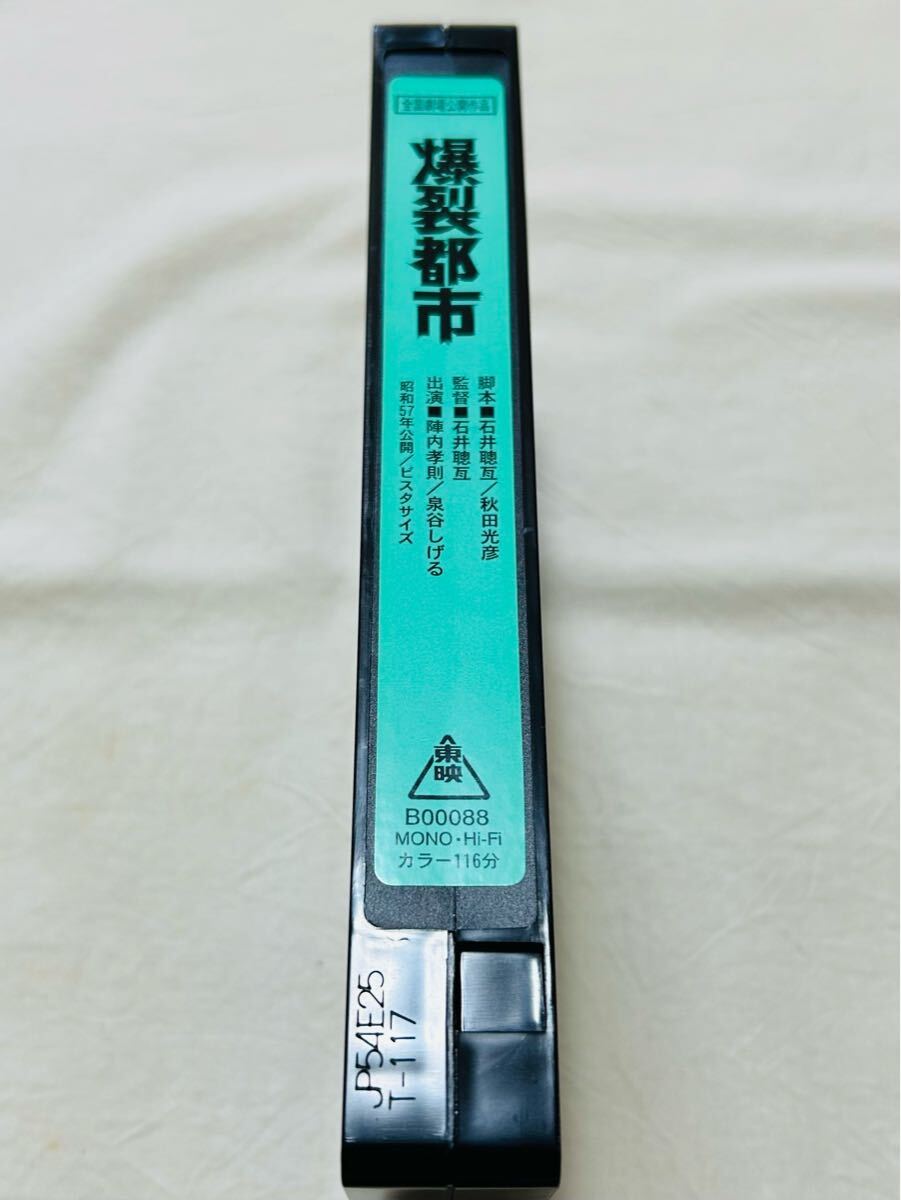 全国劇場公開作品
爆裂都市
脚本■石井聰亙/秋田光彦
監督■石井聰亙
出演■陣内孝則/泉谷しげる
昭和57年公開/ビスタサイズ
東映
B00088
MONO・Hi-Fi
カラー116分
JP54E25
T-117